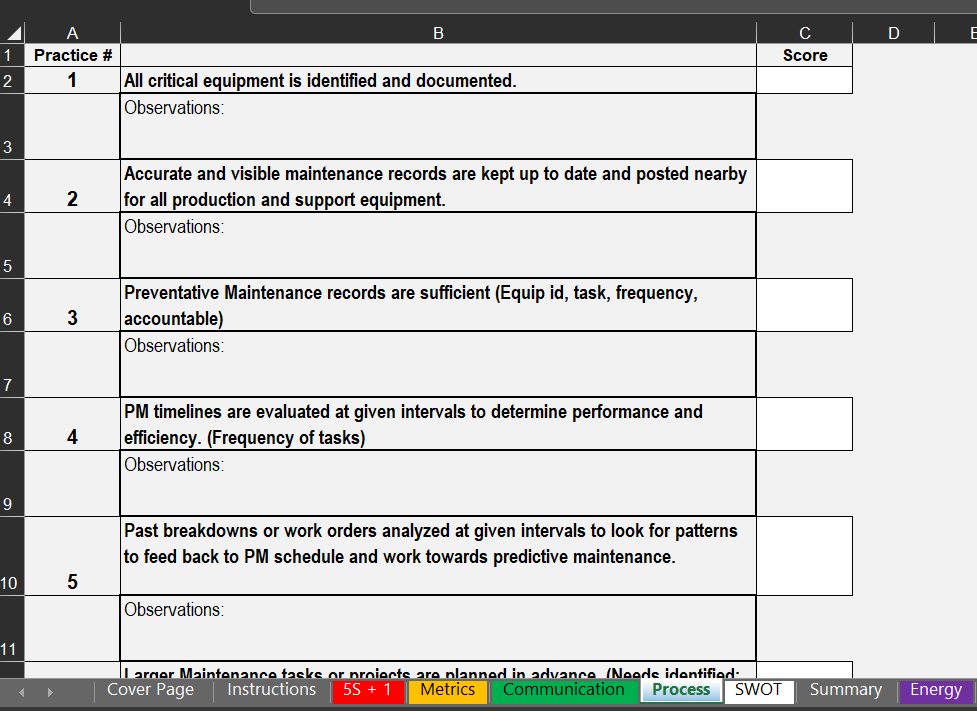 A B C D E
1 Practice # Score
2 1 All critical equipment is identified and documented.
Observations:
3
Accurate and visible maintenance records are kept up to date and posted nearby
4 2 for all production and support equipment.
Observations:
5
Preventative Maintenance records are sufficient (Equip id, task, frequency,
6 3 accountable)
Observations:
7
PM timelines are evaluated at given intervals to determine performance and
8 4 efficiency. (Frequency of tasks)
Observations:
9
Past breakdowns or work orders analyzed at given intervals to look for patterns
to feed back to PM schedule and work towards predictive maintenance.
10 5
Observations:
11
Larger Maintenance tasks or projects are planned in advance. (Needs identified;
Cover Page Instructions 5S + 1 Metrics Communication Process SWOT Summary Energy